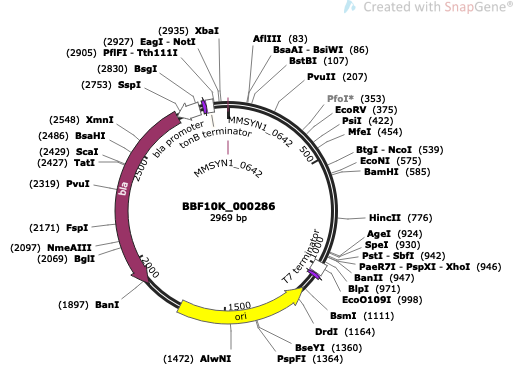 Created with SnapGene®
(2935) XbaI
(2927) EagI - NotI
(2905) PflFI - Tth111I
(2830) BsgI
(2753) SspI
(2548) XmnI
(2486) BsaHI
(2429) ScaI
(2427) TatI
(2319) PvuI
(2171) FspI
(2097) NmeAIII
(2069) BglI
(1897) BanI
(1472) AlwNI
AflIII (83)
BsaAI - BsiWI (86)
BstBI (107)
PvuII (207)
PfoI* (353)
EcoRV (375)
PsiI (422)
MfeI (454)
BtgI - NcoI (539)
EcoNI (575)
BamHI (585)
HincII (776)
AgeI (924)
SpeI (930)
PstI - SbfI (942)
PaeR7I - PspXI - XhoI (946)
BanII (947)
BlpI (971)
EcoO109I (998)
BsmI (1111)
DrdI (1164)
BseYI (1360)
PspFI (1364)
MMSYN1_0642
bla promoter
tonB terminator
MMSYN1_0642
BBF10K_000286
2969 bp
T7 terminator
bla
ori
500
1000
1500
2000
2500